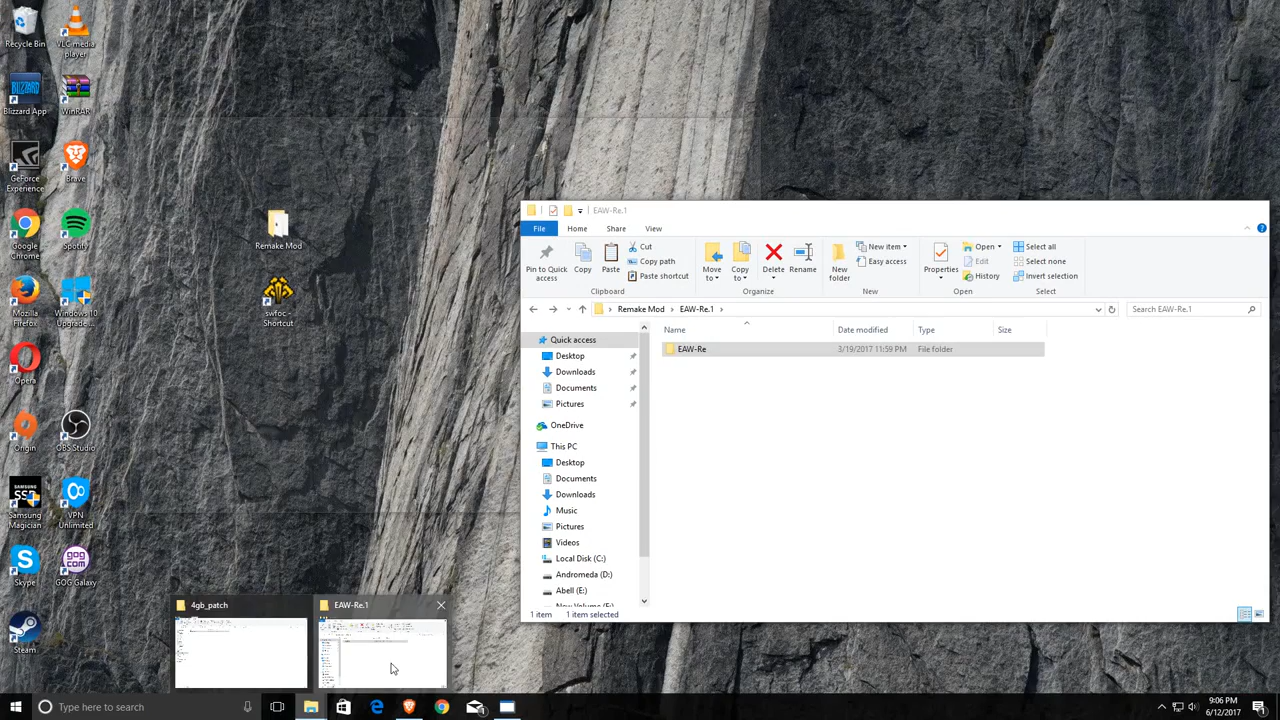 Recycle Bin
VLC media
player
Blizzard App
WinRAR
GeForce
Experience
Brave
Google
Chrome
Spotify
Mozilla
Firefox
Windows 10
Upgrade...
Opera
Origin
OBS Studio
Samsung
Magician
VPN
Unlimited
Skype
GOG Galaxy
Steam
Remake Mod
swfoc -
Shortcut
EAW-Re.1
File
Home
Share
View
Pin to Quick
access
Copy
Paste
Cut
Copy path
Paste shortcut
Clipboard
Move
to
Copy
to
Delete
Rename
Organize
New
folder
New item
Easy access
New
Properties
Open
Edit
History
Open
Select all
Select none
Invert selection
Select
Remake Mod
EAW-Re.1
Search EAW-Re.1
Name
Date modified
Type
Size
EAW-Re
3/19/2017 11:59 PM
File folder
Quick access
Desktop
Downloads
Documents
Pictures
OneDrive
This PC
Desktop
Documents
Downloads
Music
Pictures
Videos
Local Disk (C:)
Andromeda (D:)
Abell (E:)
New Volume (F:)
1 item
1 item selected
4gb_patch
EAW-Re.1
Type here to search
9:06 PM
6/12/2017